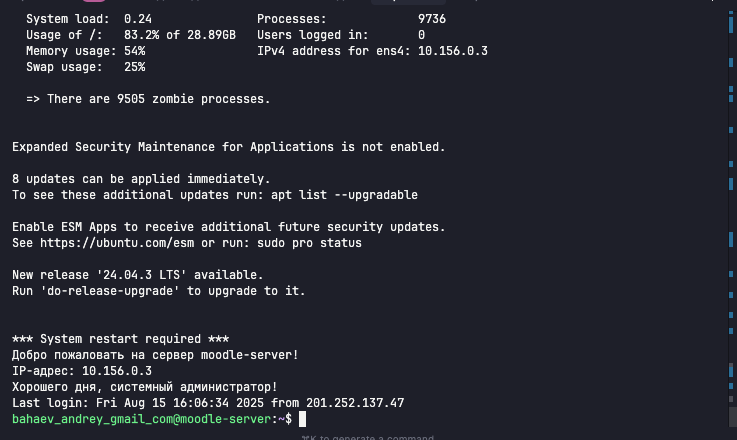 System load:  0.24               Processes:             9736
Usage of /:   83.2% of 28.89GB   Users logged in:       0
Memory usage: 54%                IPv4 address for ens4: 10.156.0.3
Swap usage:   25%
=> There are 9505 zombie processes.
Expanded Security Maintenance for Applications is not enabled.
8 updates can be applied immediately.
To see these additional updates run: apt list --upgradable
Enable ESM Apps to receive additional future security updates.
See https://ubuntu.com/esm or run: sudo pro status
New release '24.04.3 LTS' available.
Run 'do-release-upgrade' to upgrade to it.
*** System restart required ***
Добро пожаловать на сервер moodle-server!
IP-адрес: 10.156.0.3
Хорошего дня, системный администратор!
Last login: Fri Aug 15 16:06:34 2025 from 201.252.137.47
bahaev_andrey_gmail_com@moodle-server:~$
⌘K to generate a command